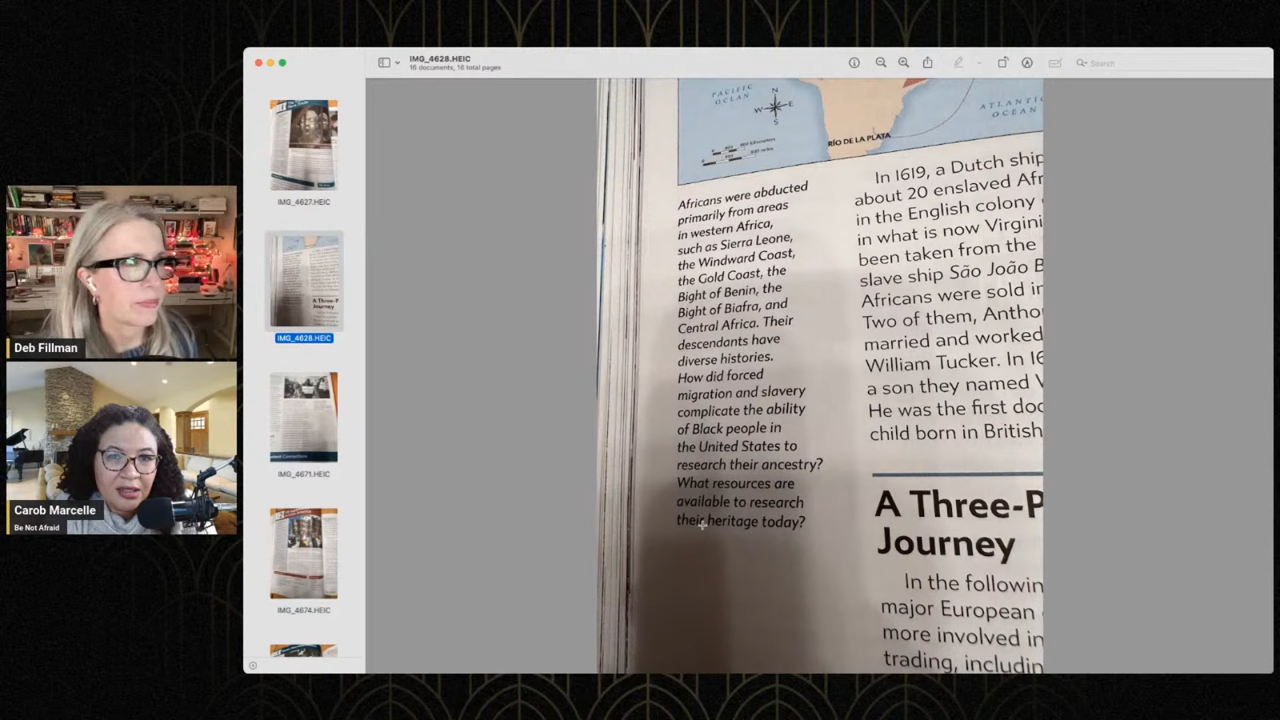 IMG_4628.HEIC
16 documents, 16 total pages
Search
IMG_4627.HEIC
IMG_4628.HEIC
IMG_4671.HEIC
IMG_4674.HEIC
A Three-P
Journey
Deb Fillman
Carob Marcelle
Be Not Afraid
PACIFIC
OCEAN
N
W
E
S
RÍO DE LA PLATA
ATLANTIC
OCEAN
Africans were abducted
primarily from areas
in western Africa,
such as Sierra Leone,
the Windward Coast,
the Gold Coast, the
Bight of Benin, the
Bight of Biafra, and
Central Africa. Their
descendants have
diverse histories.
How did forced
migration and slavery
complicate the ability
of Black people in
the United States to
research their ancestry?
What resources are
available to research
their heritage today?
In 1619, a Dutch ship
about 20 enslaved Afr
in the English colony
in what is now Virgini
been taken from the
slave ship São João B
Africans were sold in
Two of them, Antho
married and worked
William Tucker. In 16
a son they named V
He was the first doc
child born in British
A Three-P
Journey
In the followin
major European
more involved in
trading, includin